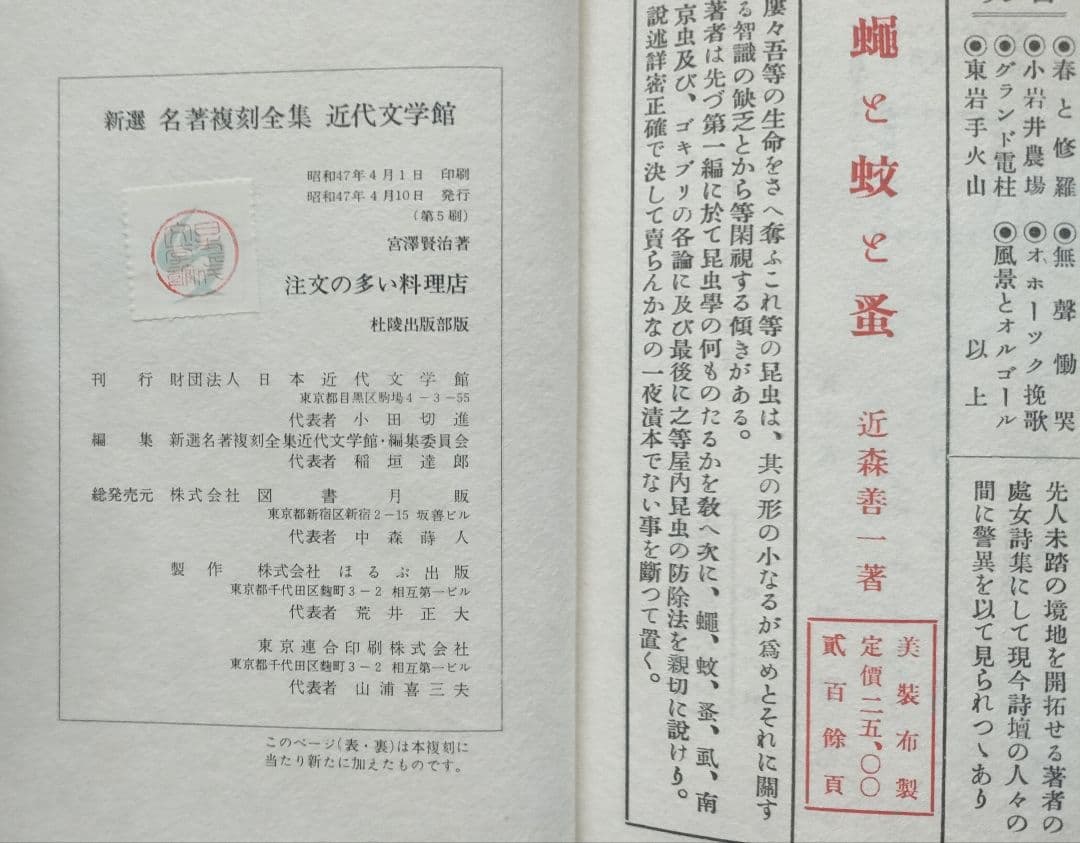 新選 名著複刻全集 近代文学館
昭和47年4月1日 印刷
昭和47年4月10日 発行
(第5刷)
宮澤賢治著
注文の多い料理店
杜陵出版部版
刊行 財団法人 日本近代文学館
東京都目黒区駒場4-3-55
代表者 小田切進
編集 新選名著複刻全集近代文学館・編集委員会
代表者 稲垣達郎
総発売元 株式会社 図書月販
東京都新宿区新宿2-15 坂善ビル
代表者 中森蒔人
製作 株式会社 ほるぷ出版
東京都千代田区麴町3-2 相互第一ビル
代表者 荒井正大
東京連合印刷株式会社
東京都千代田区麴町3-2 相互第一ビル
代表者 山浦喜三夫
このページ(表・裏)は本複刻に
当たり新たに加えたものです。
◉春と修羅 ◉無聲慟哭
◉小岩井農場 ◉オホーツク挽歌
◉グランド電柱 ◉風景とオルゴール
◉東岩手火山 以上
先人未踏の境地を開拓せる著者の
處女詩集にして現今詩壇の人々の
間に警異を以て見られつゝあり
蠅と蚊と蚤 近森善一著
美裝布製
定價二五、〇〇
貳百餘頁
屢々吾等の生命をさへ奪ふこれ等の昆虫は、其の形の小なるが爲めとそれに關す
る智識の缺乏とから等閑視する傾きがある。
著者は先づ第一編に於て昆虫學の何ものたるかを敎へ次に、蠅、蚊、蚤、虱、南
京虫及び、ゴキブリの各論に及び最後に之等屋内昆虫の防除法を親切に說けり。
說述詳密正確で決して賣らんかなの一夜漬本でない事を斷つて置く。